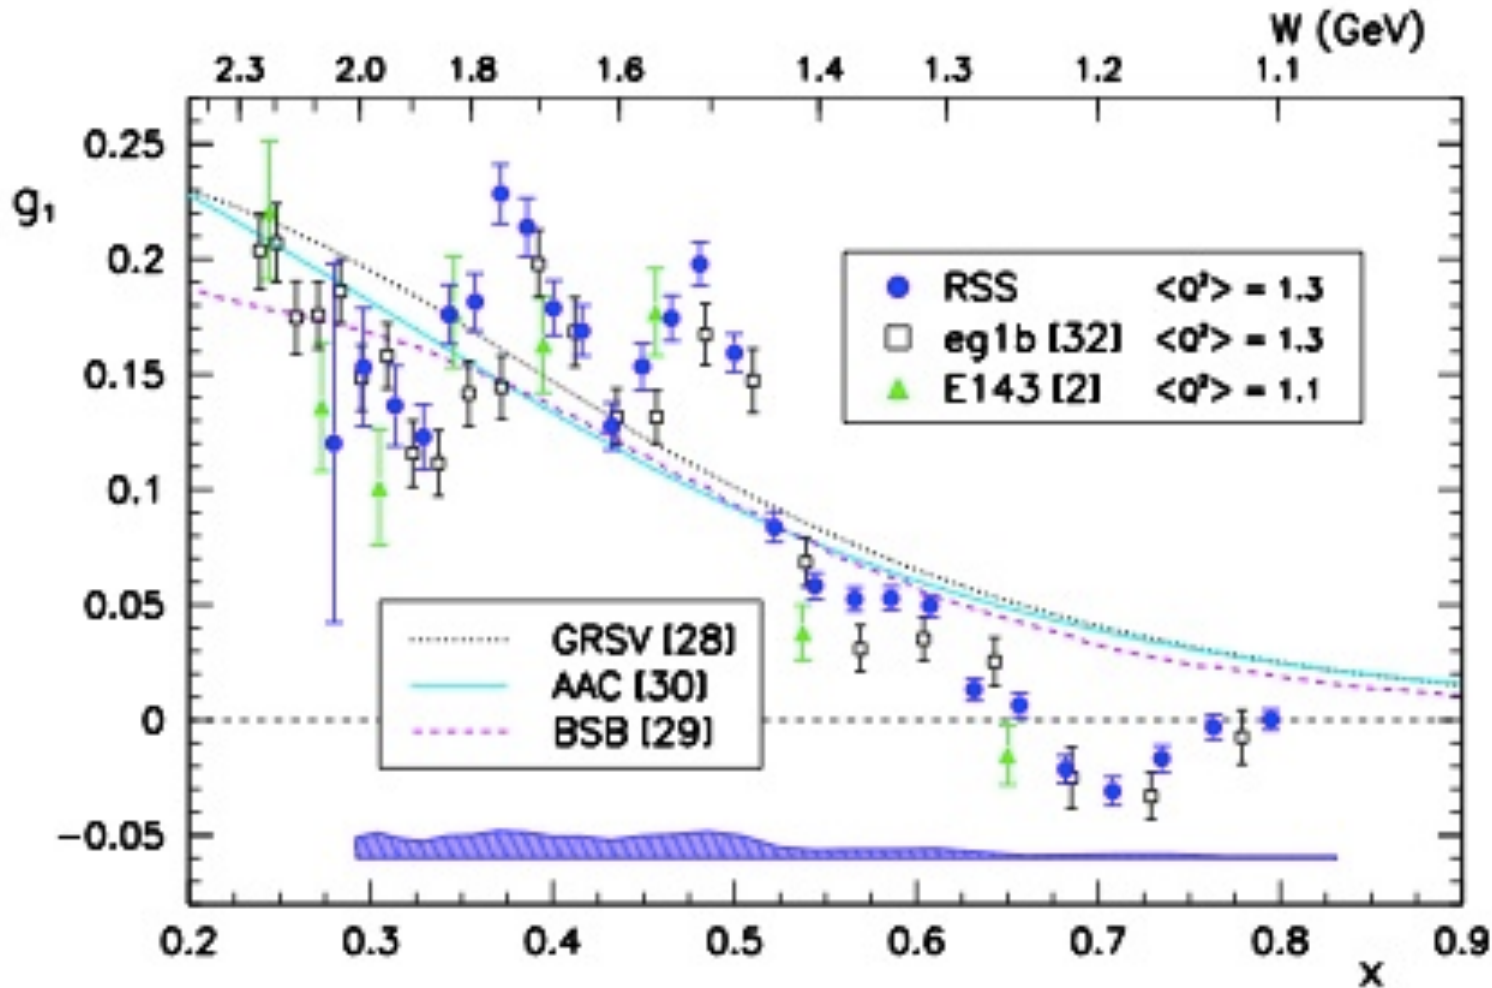 W (GeV)
2.3 2.0 1.8 1.6 1.4 1.3 1.2 1.1
g₁
0.25
0.2
0.15
0.1
0.05
0
−0.05
RSS <Q²> = 1.3
eg1b [32] <Q²> = 1.3
E143 [2] <Q²> = 1.1
GRSV [28]
AAC [30]
BSB [29]
0.2 0.3 0.4 0.5 0.6 0.7 0.8 0.9
x